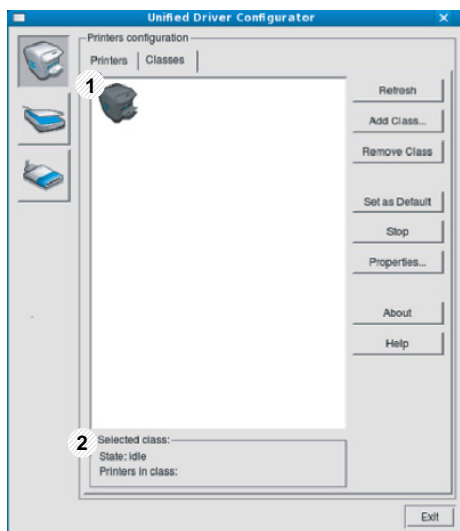 Unified Driver Configurator
Printers configuration
Printers
Classes
1
Refresh
Add Class...
Remove Class
Set as Default
Stop
Properties...
About
Help
2
Selected class:
State: idle
Printers in class:
Exit